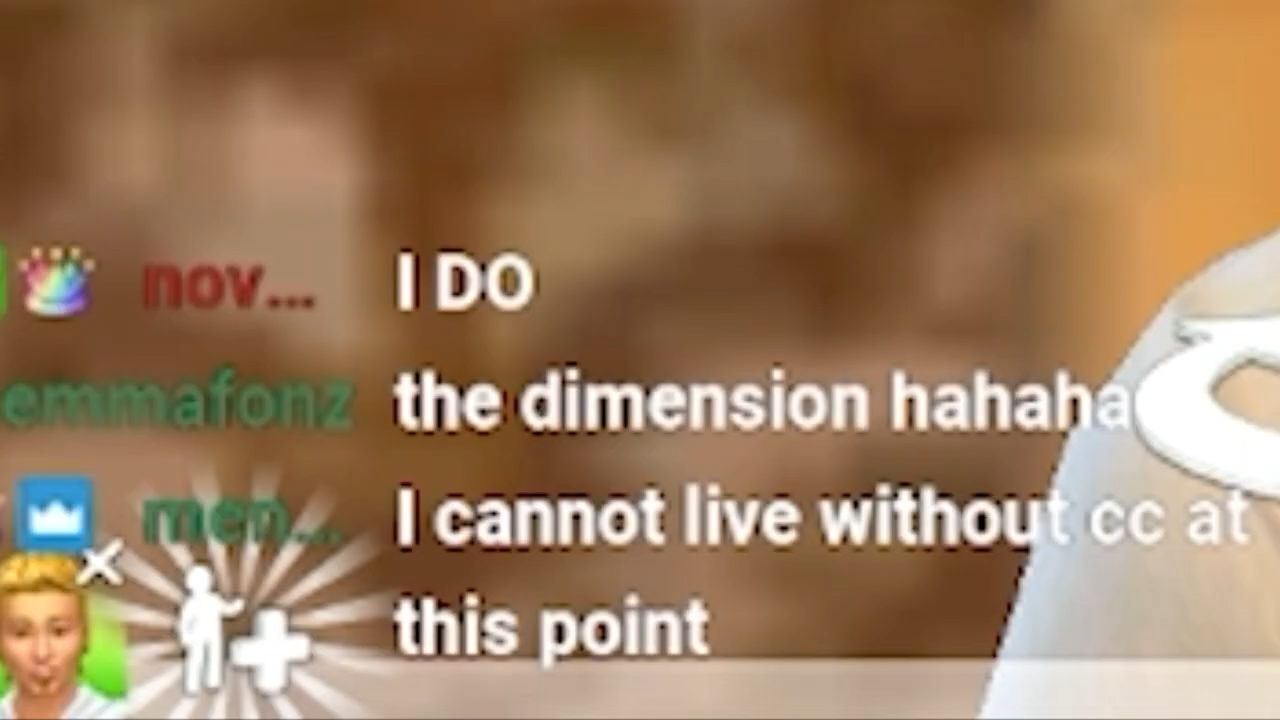 nov... I DO
emmafonz the dimension hahaha
men... I cannot live without cc at
this point